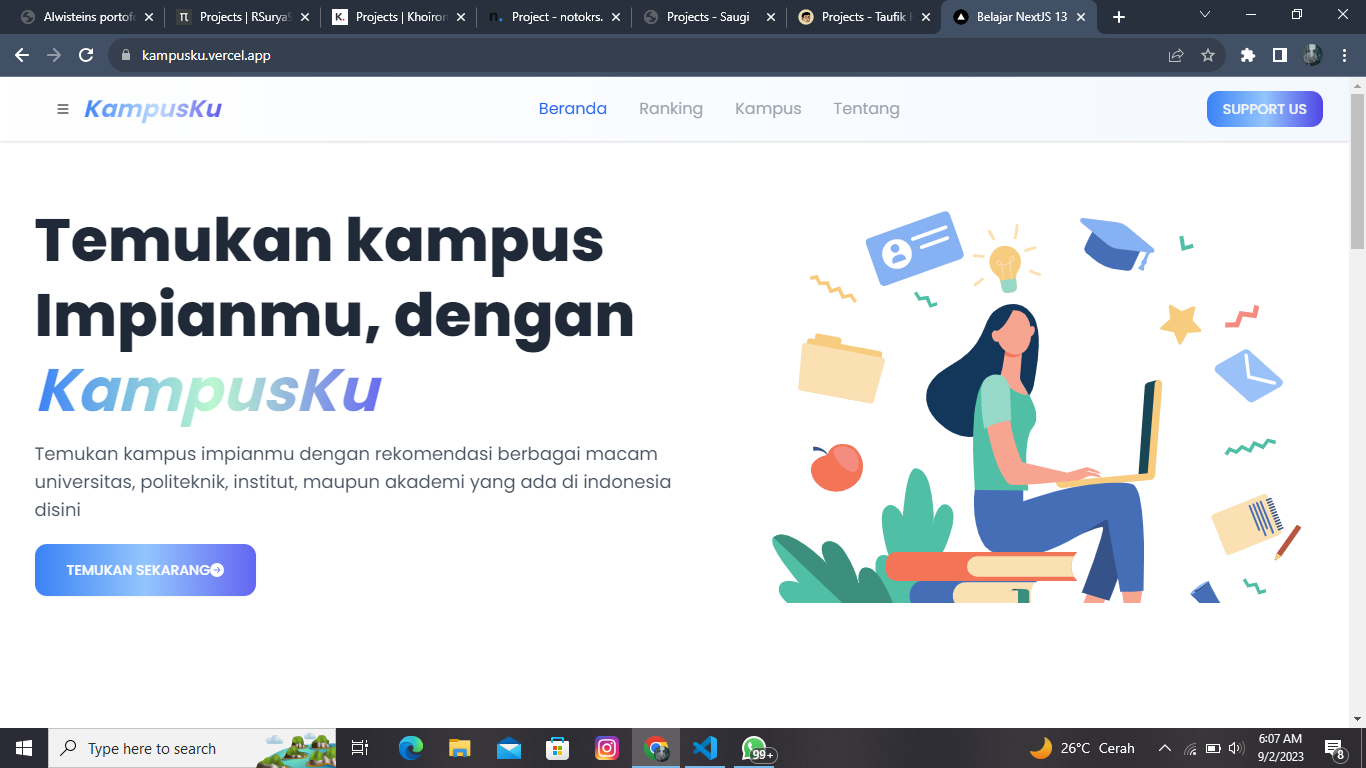 Alwisteins portofo
Projects | RSuryaS
Projects | Khoiron
Project - notokrs.
Projects - Saugi
Projects - Taufik
Belajar NextJS 13
kampusku.vercel.app
KampusKu
Beranda
Ranking
Kampus
Tentang
SUPPORT US
Temukan kampus
Impianmu, dengan
KampusKu
Temukan kampus impianmu dengan rekomendasi berbagai macam
universitas, politeknik, institut, maupun akademi yang ada di indonesia
disini
TEMUKAN SEKARANG
Type here to search
99+
26°C Cerah
6:07 AM
9/2/2023
8